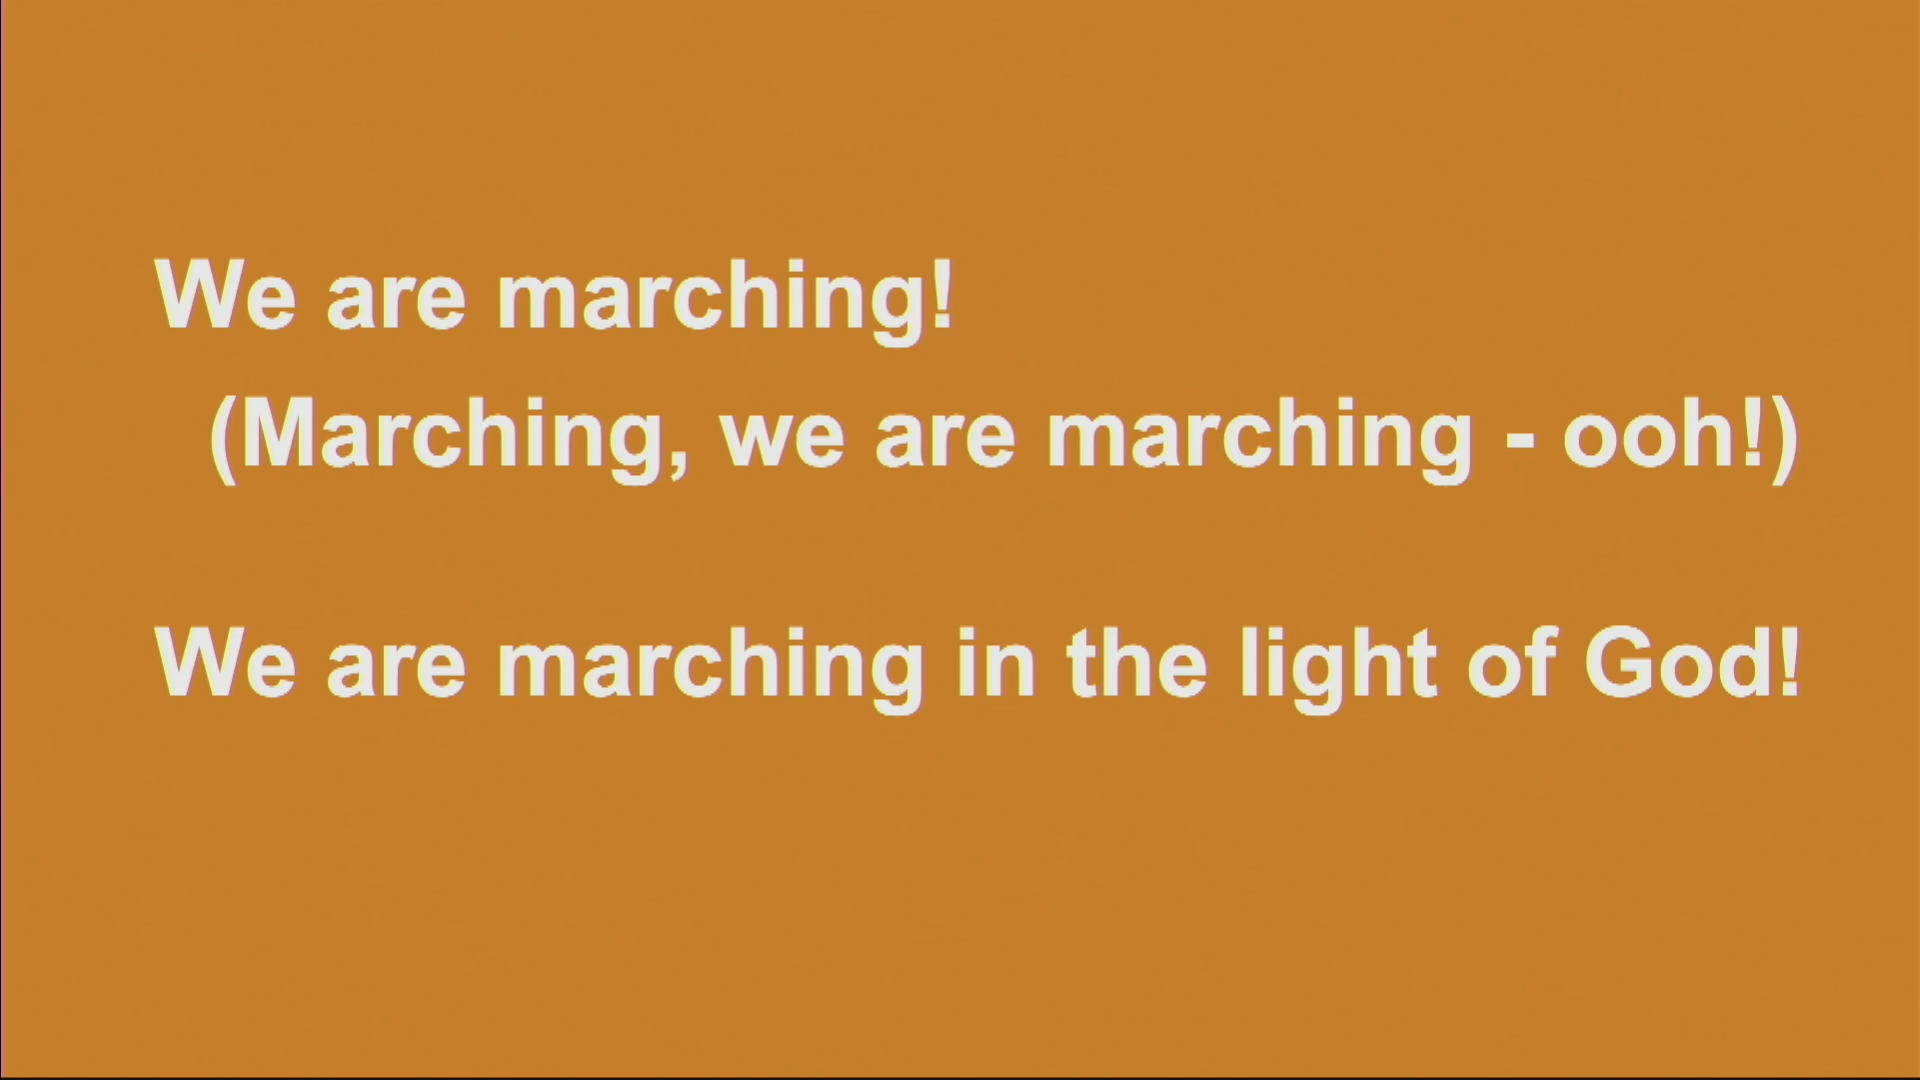 We are marching!
(Marching, we are marching - ooh!)
We are marching in the light of God!